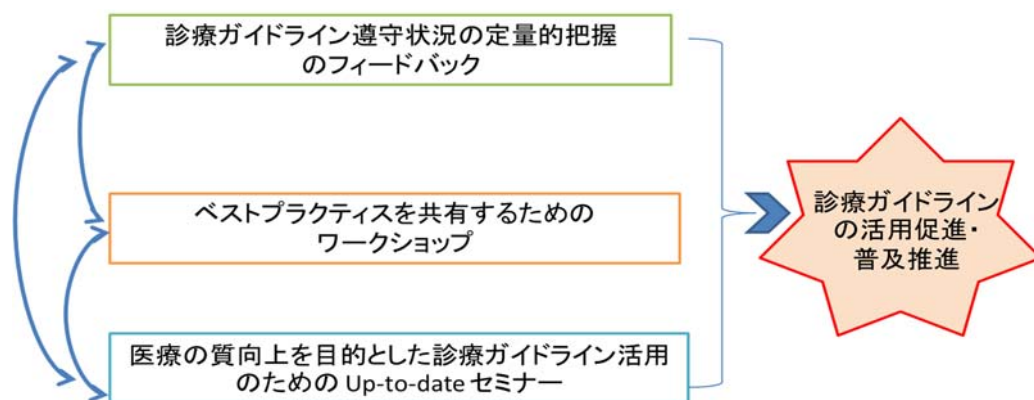 診療ガイドライン遵守状況の定量的把握
のフィードバック
ベストプラクティスを共有するための
ワークショップ
医療の質向上を目的とした診療ガイドライン活用
のための Up-to-date セミナー
診療ガイドライン
の活用促進・
普及推進